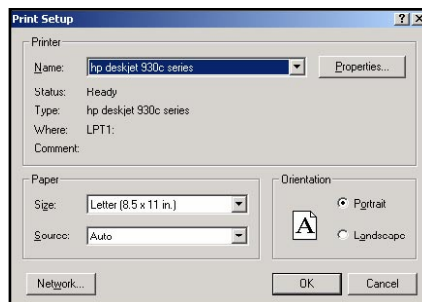 Print Setup
Printer
Name: hp deskjet 930c series Properties...
Status: Ready
Type: hp deskjet 930c series
Where: LPT1:
Comment:
Paper
Size: Letter (8.5 x 11 in.)
Source: Auto
Orientation
A
Portrait
Landscape
Network... OK Cancel